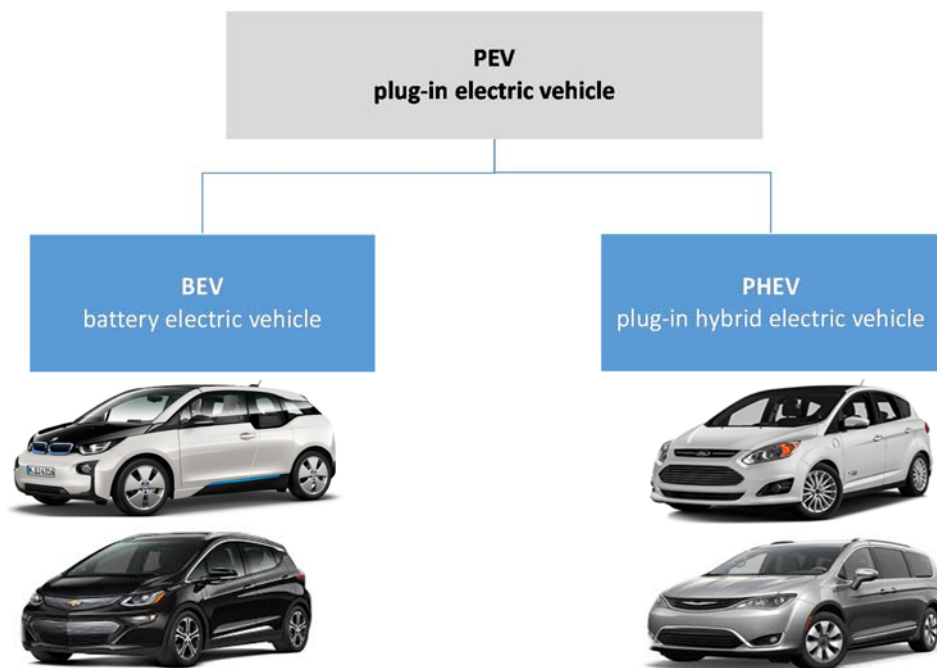 PEV
plug-in electric vehicle
BEV
battery electric vehicle
PHEV
plug-in hybrid electric vehicle